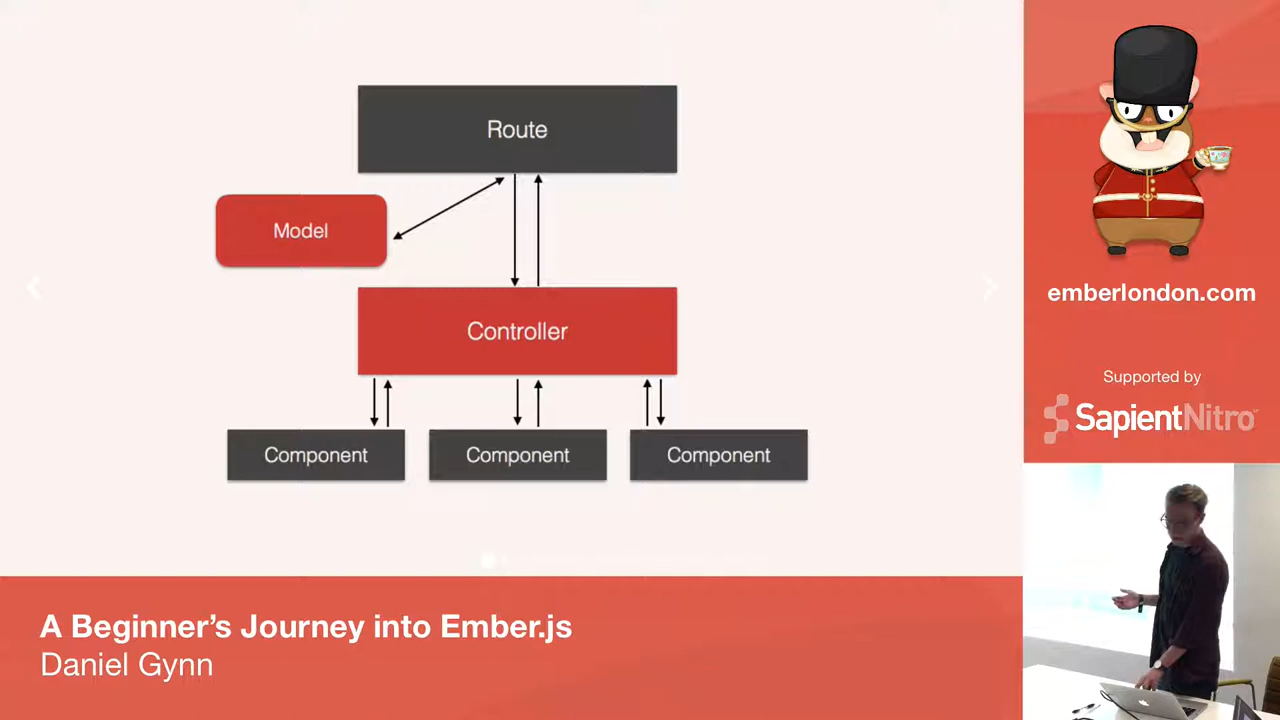 Route
Model
Controller
Component Component Component
A Beginner’s Journey into Ember.js
Daniel Gynn
emberlondon.com
Supported by
SapientNitro